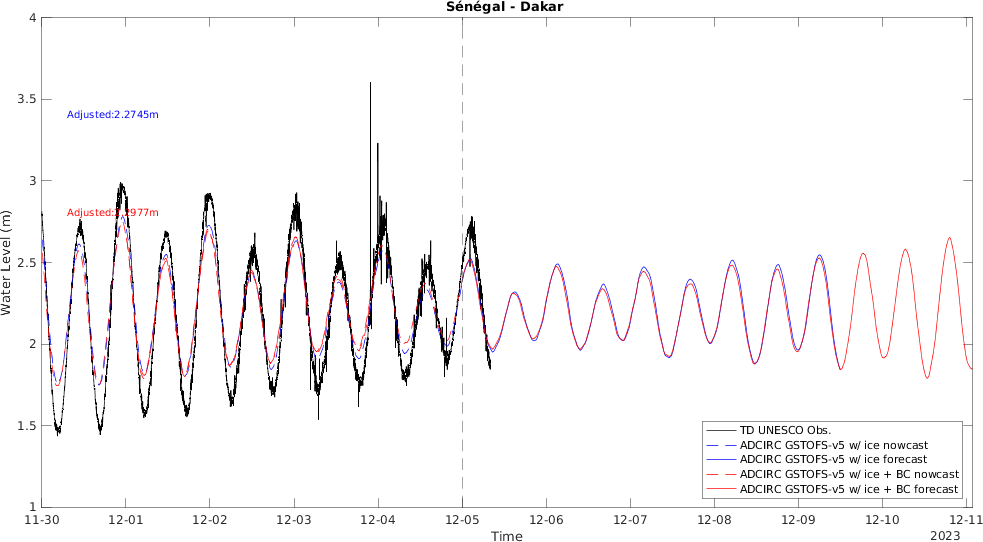 Sénégal - Dakar
4
3.5
3
2.5
2
1.5
1
Water Level (m)
Adjusted:2.2745m
Adjusted: 2977m
TD UNESCO Obs.
ADCIRC GSTOFS-v5 w/ ice nowcast
ADCIRC GSTOFS-v5 w/ ice forecast
ADCIRC GSTOFS-v5 w/ ice + BC nowcast
ADCIRC GSTOFS-v5 w/ ice + BC forecast
11-30 12-01 12-02 12-03 12-04 12-05 12-06 12-07 12-08 12-09 12-10 12-11
Time
2023